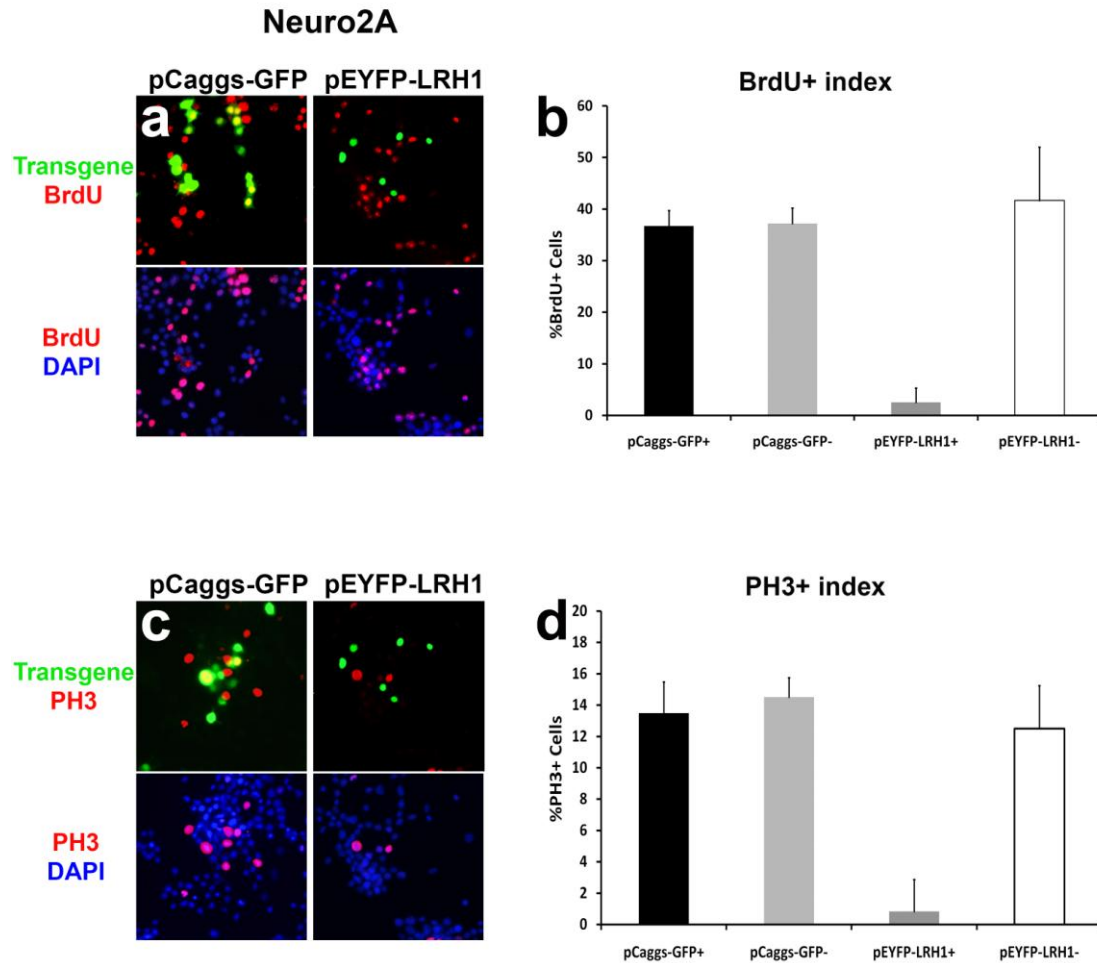 Neuro2A
pCaggs-GFP pEYFP-LRH1
a
Transgene
BrdU
BrdU
DAPI
b
BrdU+ index
%BrdU+ Cells
60
50
40
30
20
10
0
pCaggs-GFP+ pCaggs-GFP- pEYFP-LRH1+ pEYFP-LRH1-
pCaggs-GFP pEYFP-LRH1
c
Transgene
PH3
PH3
DAPI
d
PH3+ index
%PH3+ Cells
20
18
16
14
12
10
8
6
4
2
0
pCaggs-GFP+ pCaggs-GFP- pEYFP-LRH1+ pEYFP-LRH1-